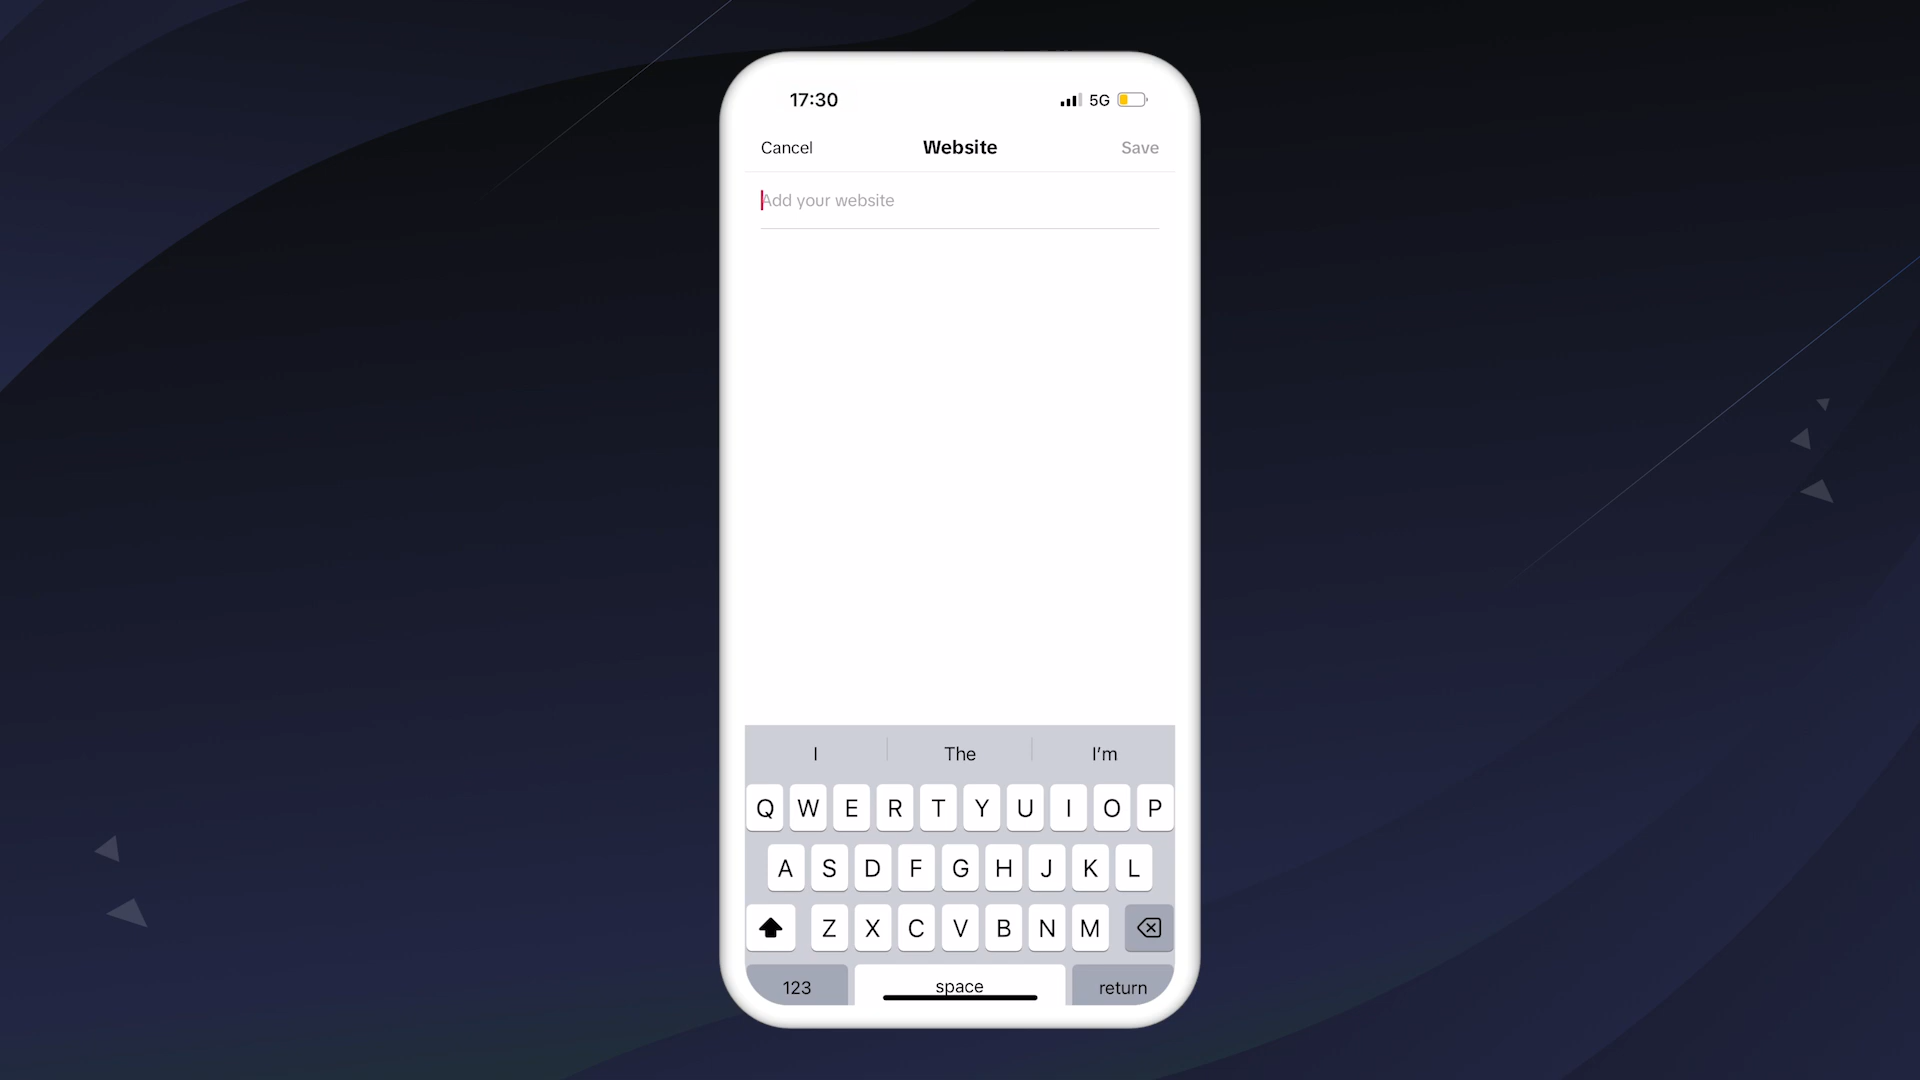 17:30 5G
Cancel Website Save
Add your website
I The I'm
Q W E R T Y U I O P
A S D F G H J K L
Z X C V B N M
123 space return